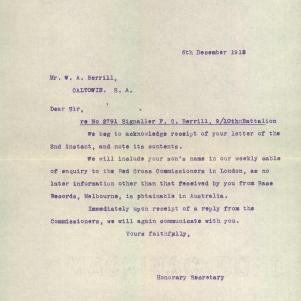 6th December 1918
Mr. W. A. Berrill,
CALTOWIE. S. A.
Dear Sir,
re No 2791 Signaller F. C. Berrill, 9/10th Battalion
We beg to acknowledge receipt of your letter of the
2nd instant, and note its contents.
We will include your son's name in our weekly cable
of enquiry to the Red Cross Commissioners in London, as no
later information other than that received by you from Base
Records, Melbourne, is obtainable in Australia.
Immediately upon receipt of a reply from the
Commissioners, we will again communicate with you.
Yours faithfully,
Honorary Secretary